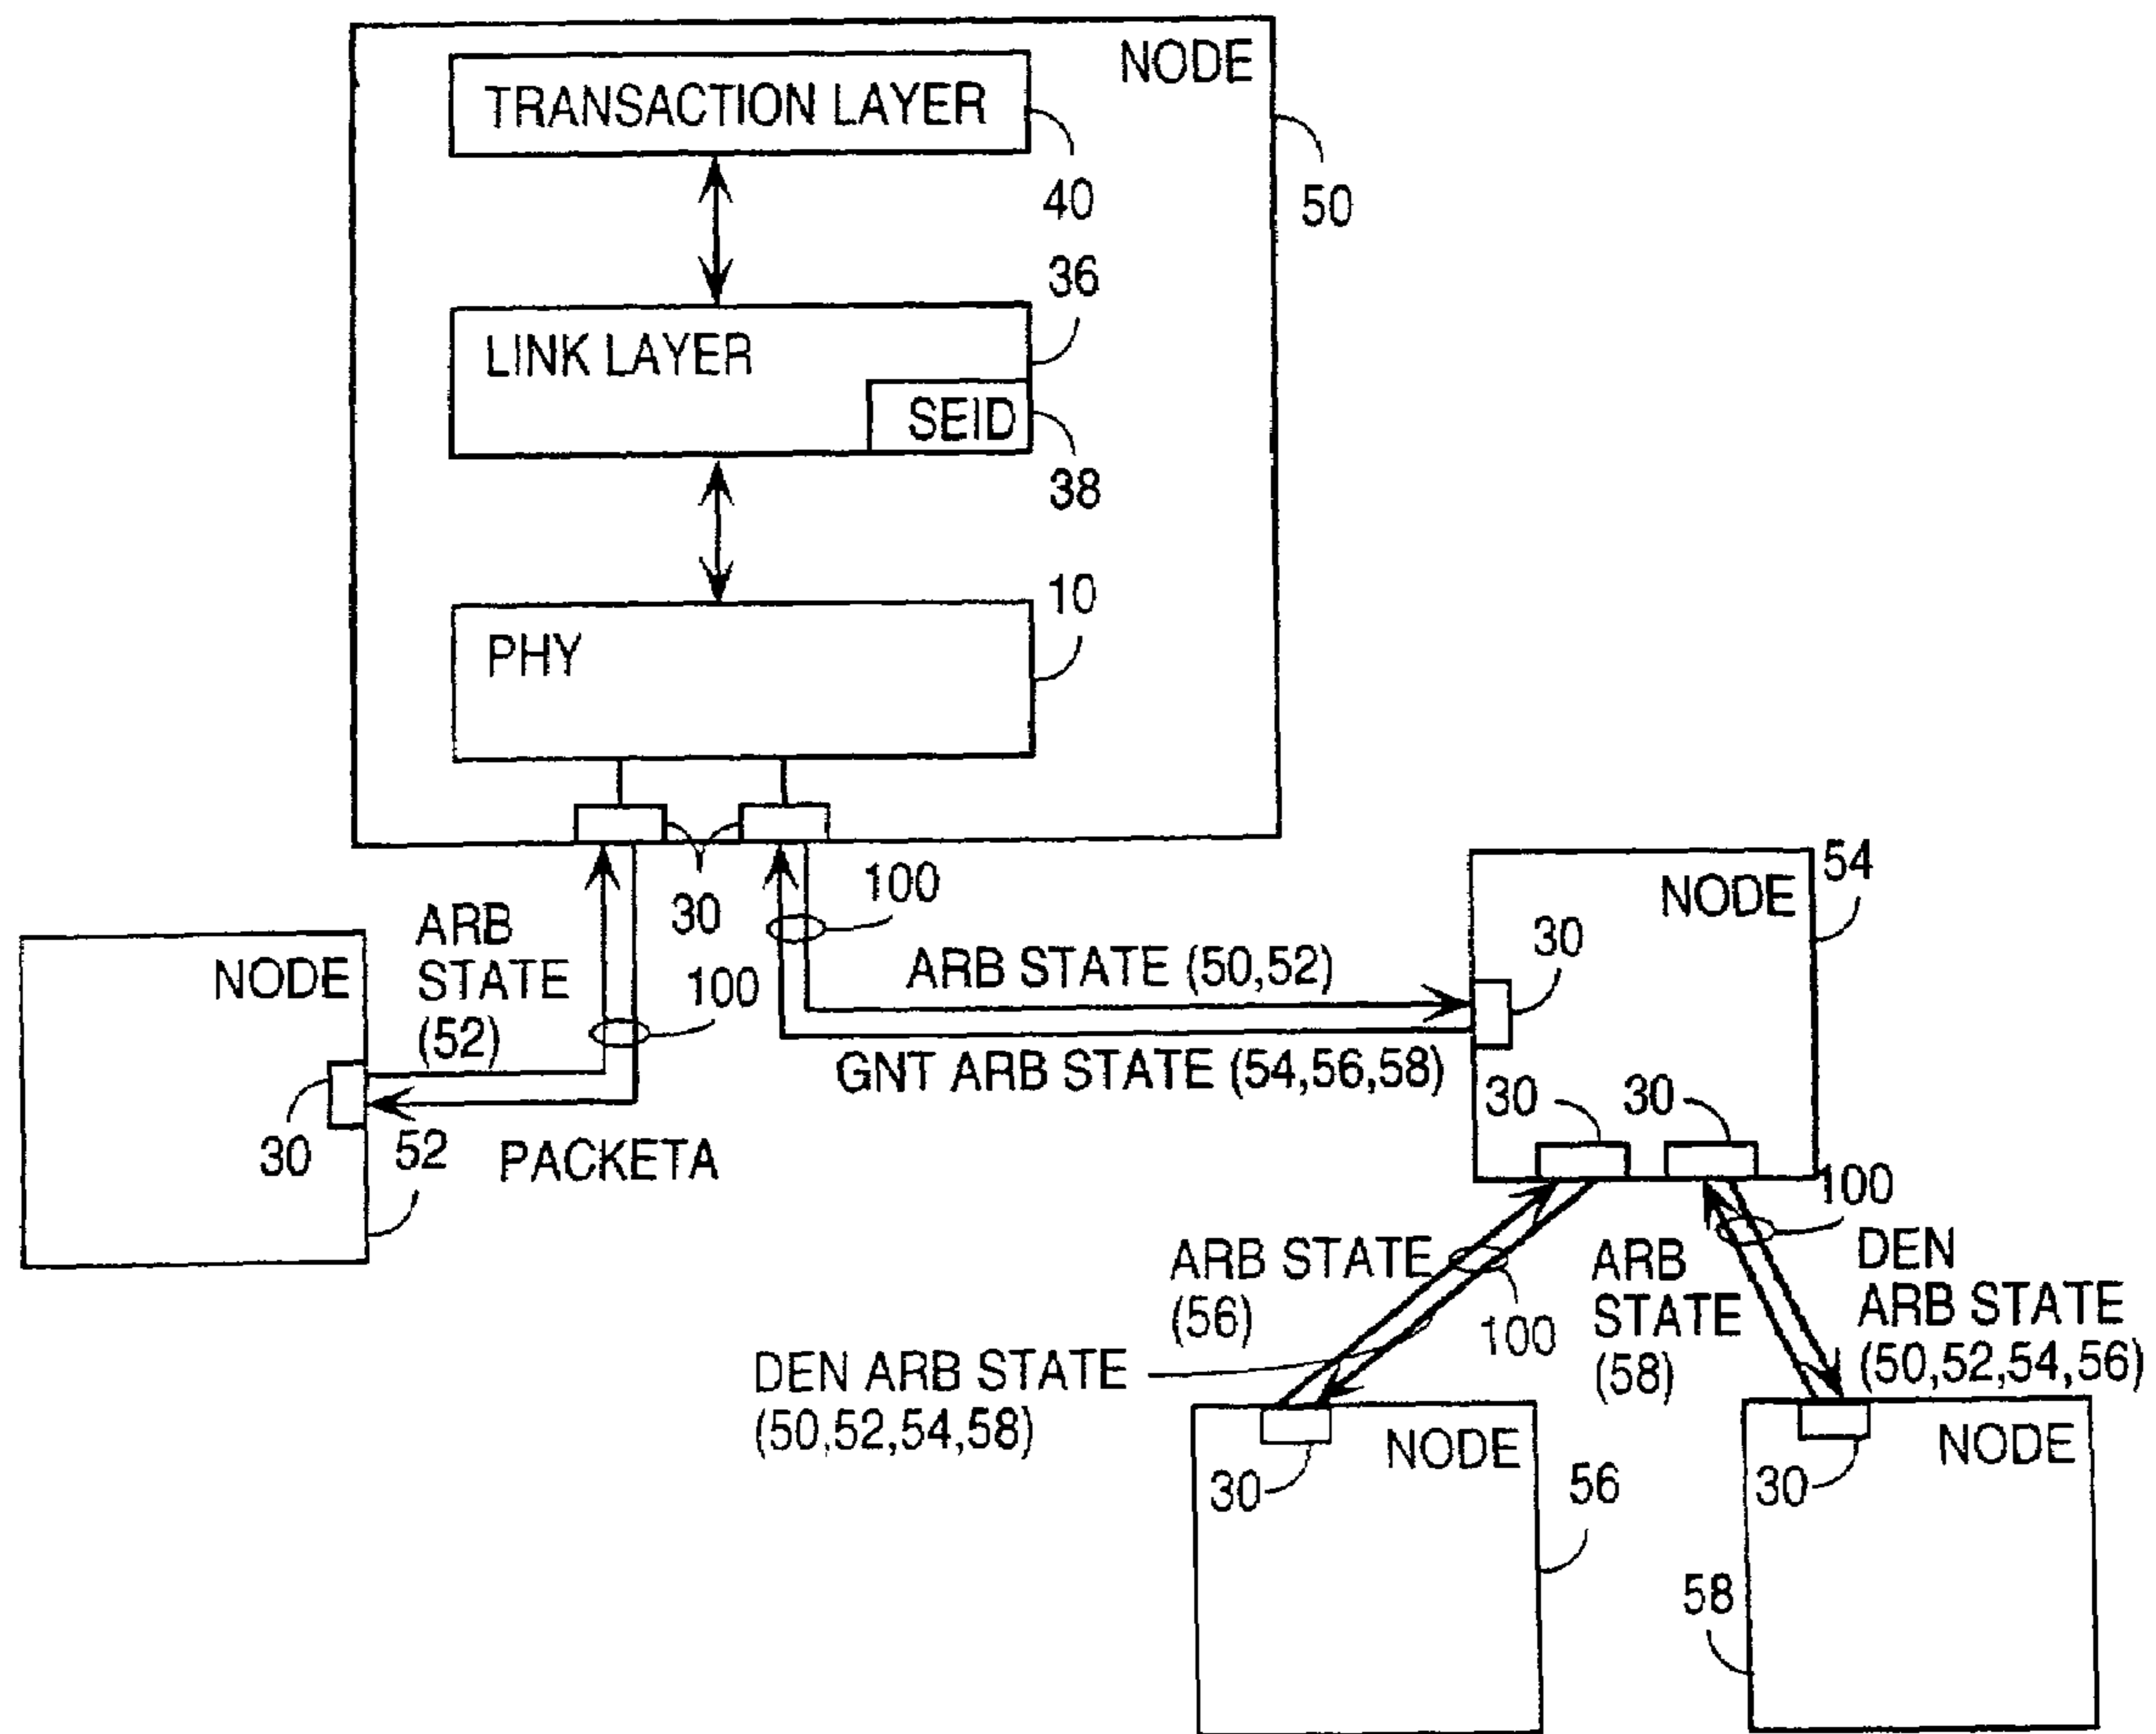 NODE
TRANSACTION LAYER
40
50
36
LINK LAYER
SEID
38
10
PHY
30
100
54
NODE
30
ARB
STATE
(52)
100
ARB STATE (50,52)
GNT ARB STATE (54,56,58)
NODE
30
52
PACKETA
30
30
100
ARB STATE
(56)
100
ARB
STATE
(58)
DEN
ARB STATE
(50,52,54,56)
DEN ARB STATE
(50,52,54,58)
NODE
30
56
NODE
30
58